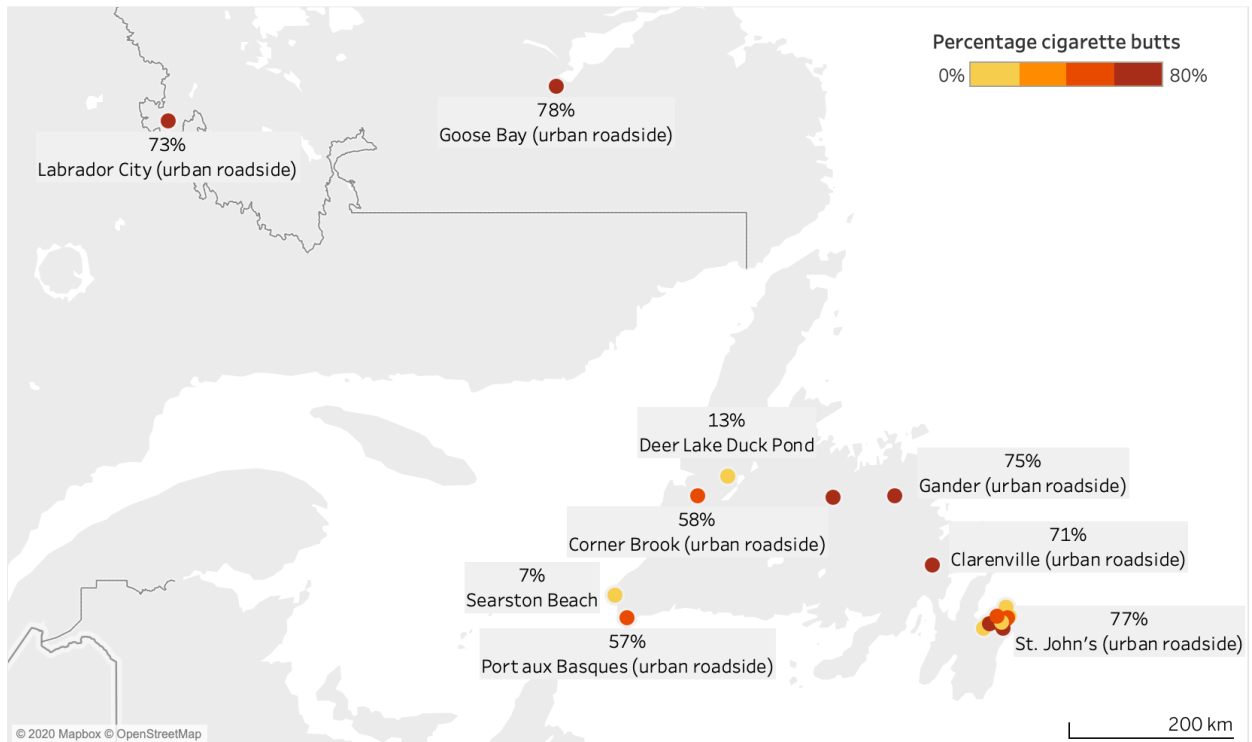 Percentage cigarette butts
0% 80%
78%
Goose Bay (urban roadside)
73%
Labrador City (urban roadside)
13%
Deer Lake Duck Pond
75%
Gander (urban roadside)
58%
Corner Brook (urban roadside)
71%
Clarenville (urban roadside)
7%
Searston Beach
77%
St. John's (urban roadside)
57%
Port aux Basques (urban roadside)
200 km
© 2020 Mapbox © OpenStreetMap